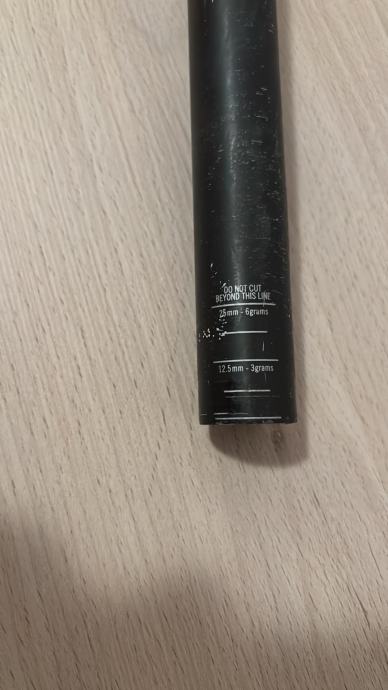 DO NOT CUT
BEYOND THIS LINE
25mm - 6grams
12.5mm - 3grams